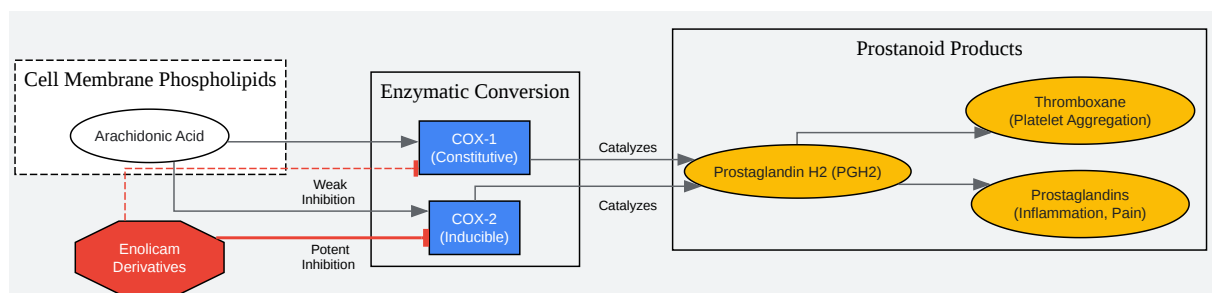 Cell Membrane Phospholipids
Arachidonic Acid
Enolicam
Derivatives
Weak
Inhibition
Potent
Inhibition
Enzymatic Conversion
COX-1
(Constitutive)
COX-2
(Inducible)
Catalyzes
Catalyzes
Prostanoid Products
Prostaglandin H2 (PGH2)
Thromboxane
(Platelet Aggregation)
Prostaglandins
(Inflammation, Pain)